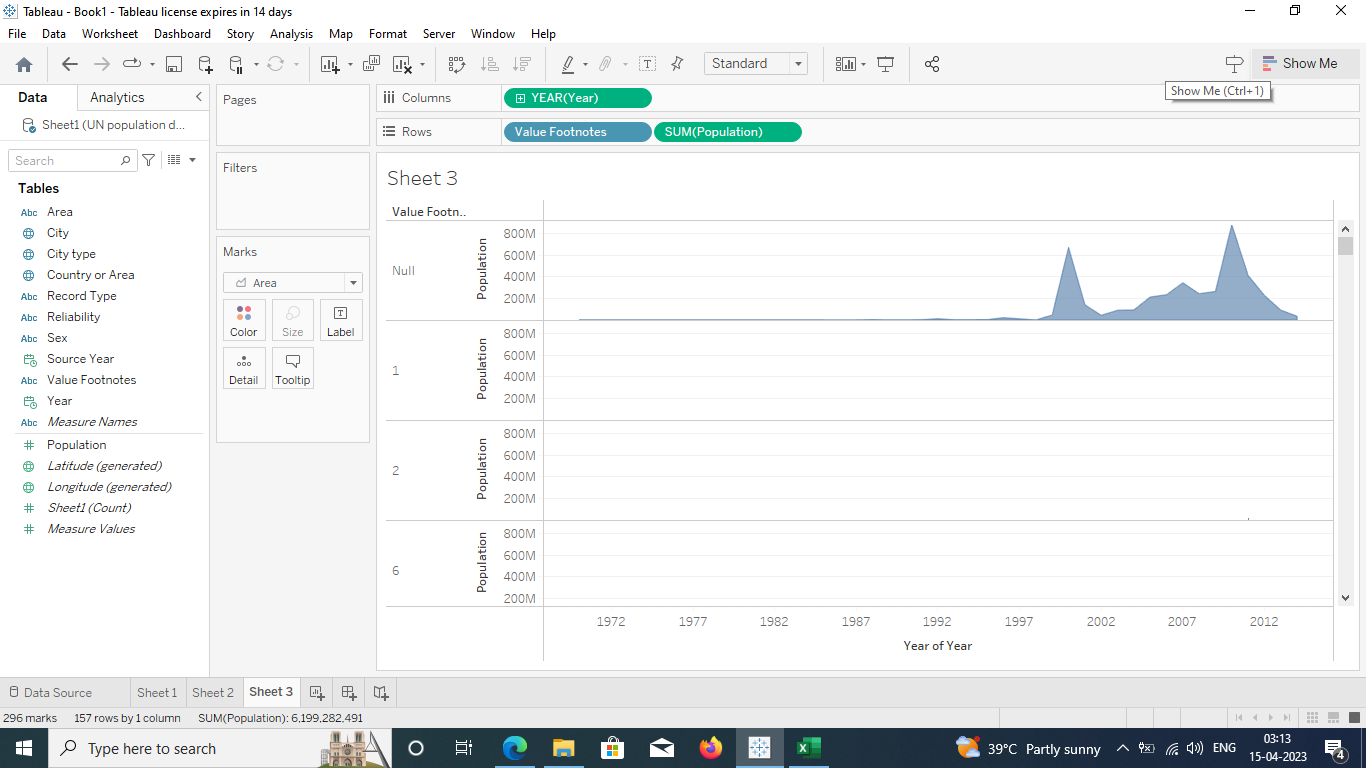 Tableau - Book1 - Tableau license expires in 14 days
File Data Worksheet Dashboard Story Analysis Map Format Server Window Help
Standard
Show Me
Show Me (Ctrl+1)
Data Analytics
Sheet1 (UN population d...
Search
Tables
Abc Area
City
City type
Country or Area
Abc Record Type
Abc Reliability
Abc Sex
Source Year
Abc Value Footnotes
Year
Abc Measure Names
Population
Latitude (generated)
Longitude (generated)
Sheet1 (Count)
Measure Values
Pages
Filters
Marks
Area
Color Size Label
Detail Tooltip
Columns YEAR(Year)
Rows Value Footnotes SUM(Population)
Sheet 3
Value Footn..
Null Population 800M 600M 400M 200M
1 Population 800M 600M 400M 200M
2 Population 800M 600M 400M 200M
6 Population 800M 600M 400M 200M
1972 1977 1982 1987 1992 1997 2002 2007 2012
Year of Year
Data Source Sheet 1 Sheet 2 Sheet 3
296 marks 157 rows by 1 column SUM(Population): 6,199,282,491
Type here to search
39°C Partly sunny
ENG
03:13
15-04-2023
4